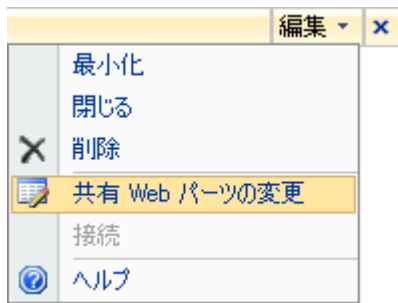 編集
最小化
閉じる
削除
共有 Web パーツの変更
接続
ヘルプ